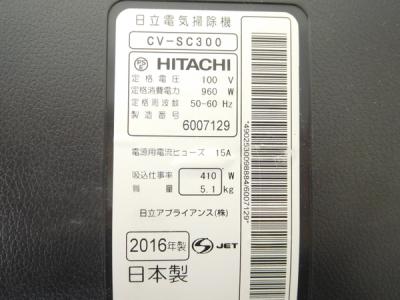 日立電気掃除機
CV-SC300
PS E HITACHI
定格電圧 100 V
定格消費電力 960 W
定格周波数 50-60 Hz
製造番号
6007129
電源用電流ヒューズ 15A
吸込仕事率 410 W
質量 5.1 kg
日立アプライアンス(株)
2016年製 S JET
日本製
*4902530098884/6007129*